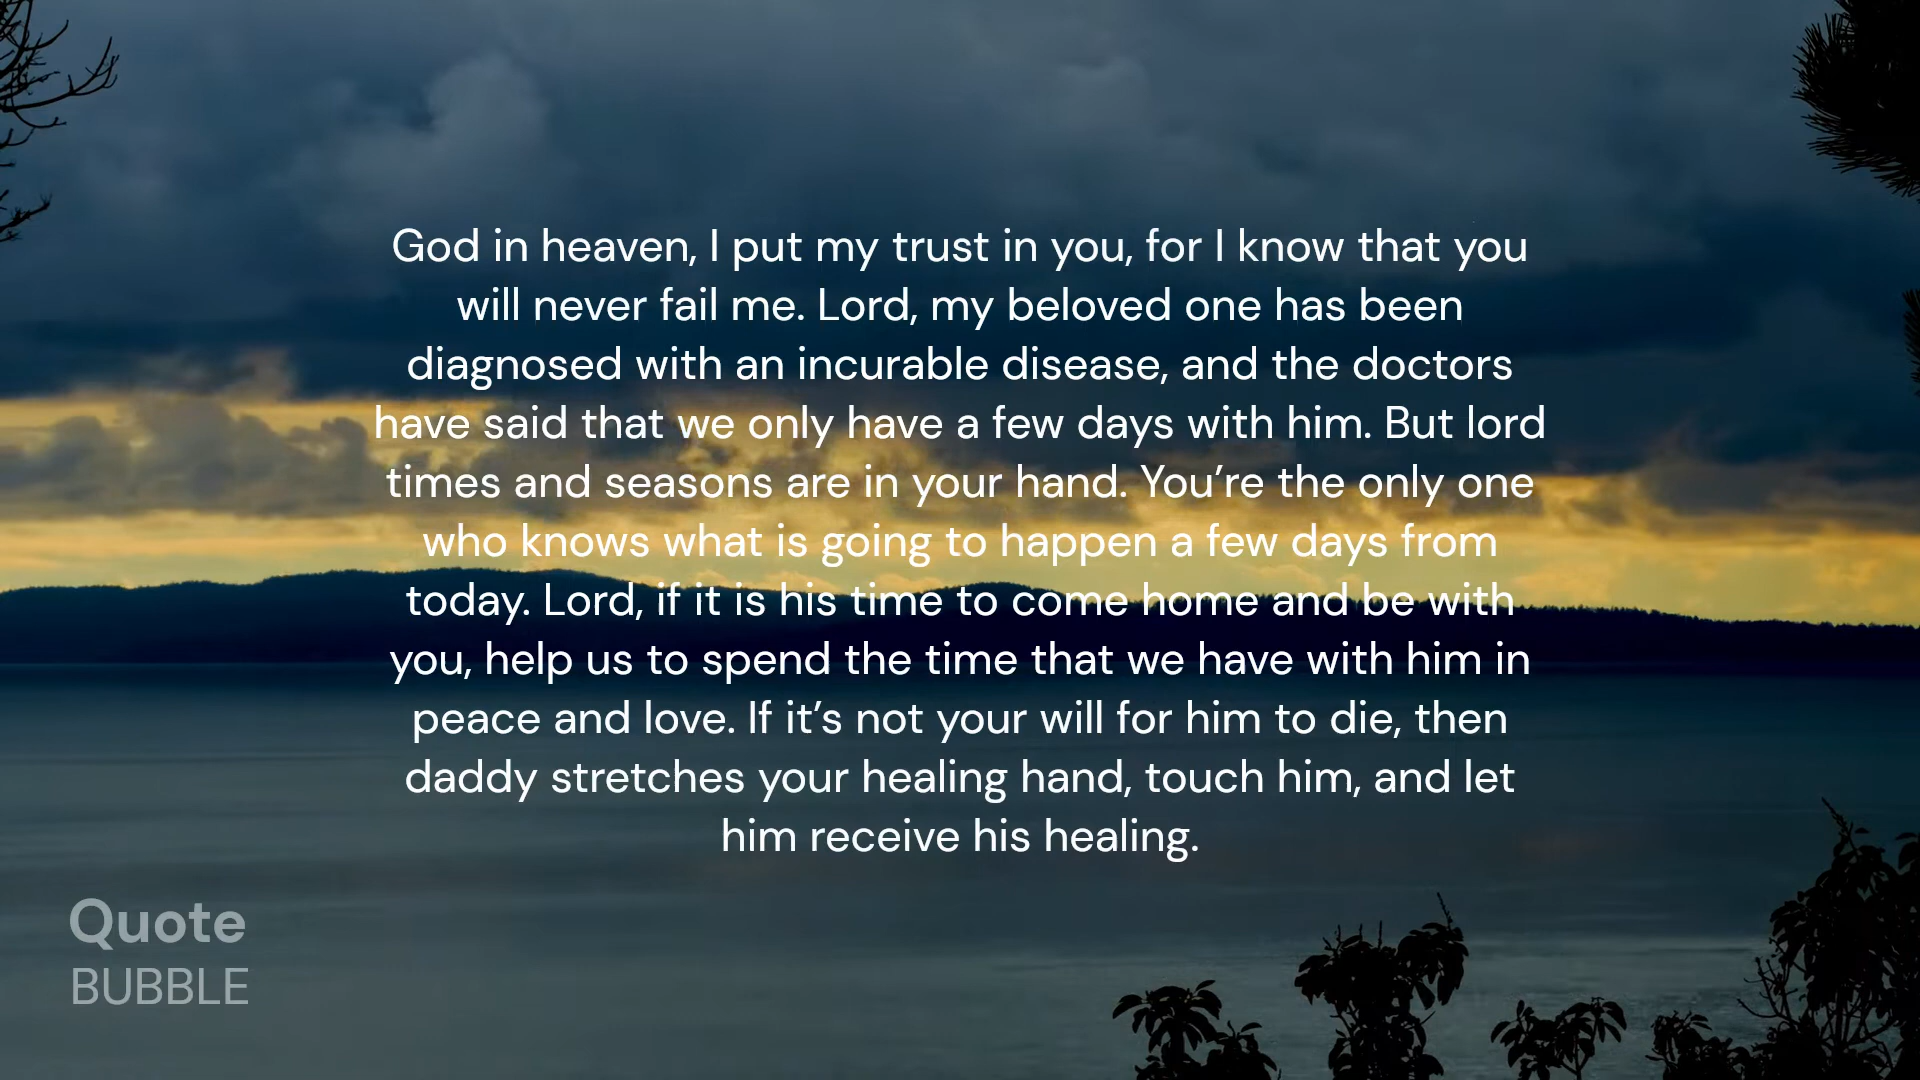 God in heaven, I put my trust in you, for I know that you
will never fail me. Lord, my beloved one has been
diagnosed with an incurable disease, and the doctors
have said that we only have a few days with him. But lord
times and seasons are in your hand. You’re the only one
who knows what is going to happen a few days from
today. Lord, if it is his time to come home and be with
you, help us to spend the time that we have with him in
peace and love. If it’s not your will for him to die, then
daddy stretches your healing hand, touch him, and let
him receive his healing.
Quote
BUBBLE